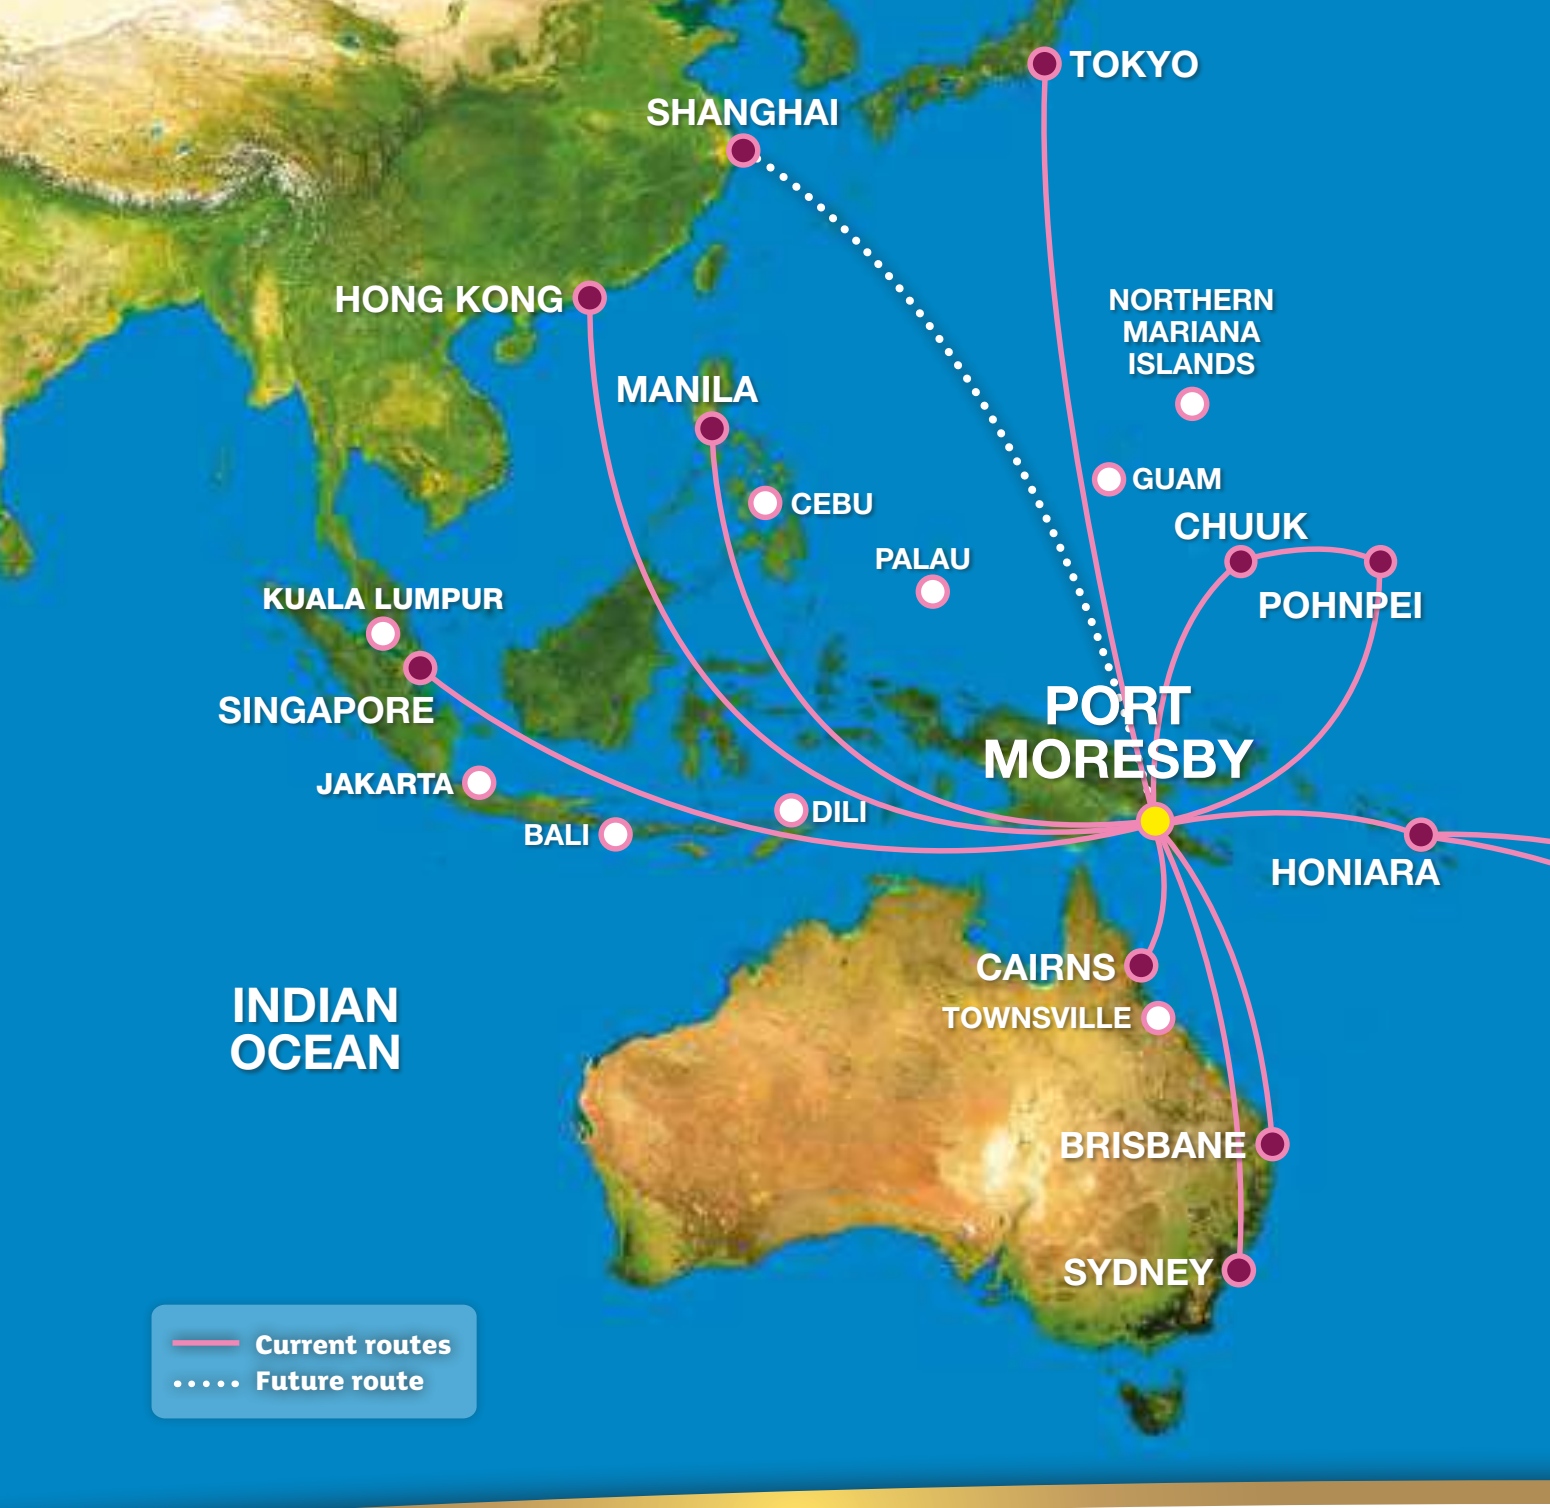 TOKYO
SHANGHAI
HONG KONG
NORTHERN
MARIANA
ISLANDS
MANILA
GUAM
CEBU
CHUUK
PALAU
KUALA LUMPUR
POHNPEI
SINGAPORE
PORT
MORESBY
JAKARTA
DILI
BALI
HONIARA
CAIRNS
TOWNSVILLE
INDIAN
OCEAN
BRISBANE
SYDNEY
Current routes
Future route